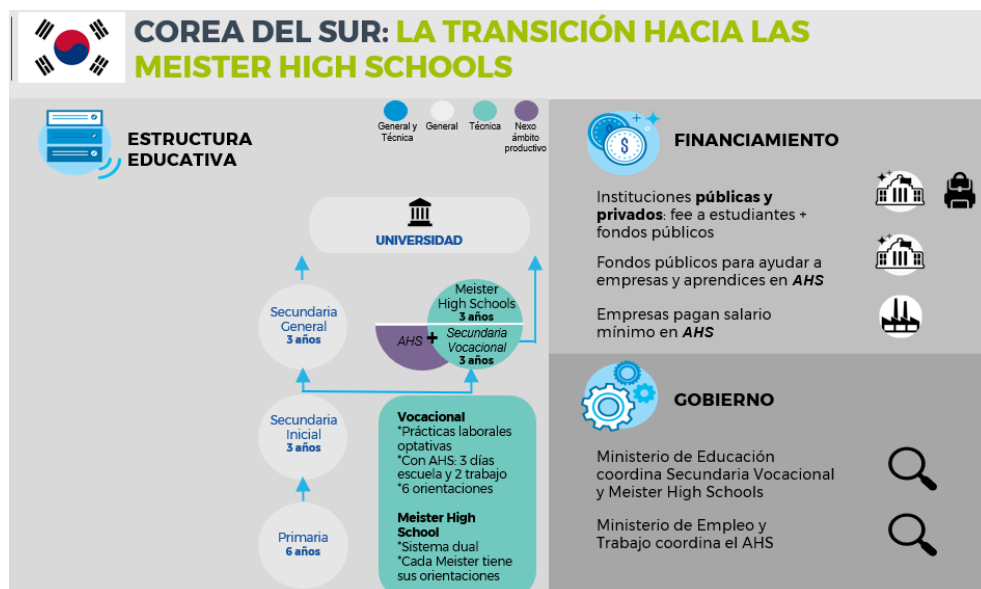 COREA DEL SUR: LA TRANSICIÓN HACIA LAS
MEISTER HIGH SCHOOLS
ESTRUCTURA
EDUCATIVA
General y
Técnica
General
Técnica
Nexo
ámbito
productivo
UNIVERSIDAD
Secundaria
General
3 años
Meister
High Schools
3 años
AHS +
Secundaria
Vocacional
3 años
Secundaria
Inicial
3 años
Primaria
6 años
Vocacional
*Prácticas laborales
optativas
*Con AHS: 3 días
escuela y 2 trabajo
*6 orientaciones
Meister High
School
*Sistema dual
*Cada Meister tiene
sus orientaciones
$
FINANCIAMIENTO
Instituciones públicas y
privados: fee a estudiantes +
fondos públicos
Fondos públicos para ayudar a
empresas y aprendices en AHS
Empresas pagan salario
mínimo en AHS
GOBIERNO
Ministerio de Educación
coordina Secundaria Vocacional
y Meister High Schools
Ministerio de Empleo y
Trabajo coordina el AHS